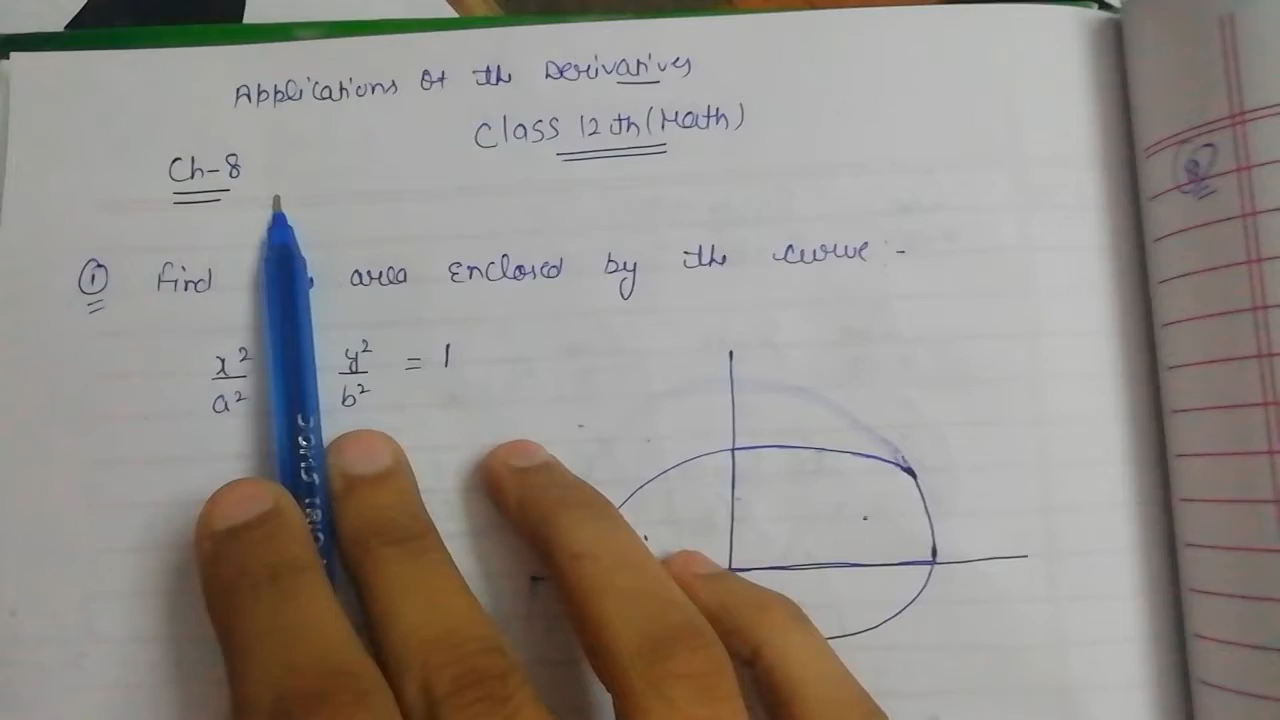 Applications Of the Derivatives
Class 12th (Math)
Ch-8
① find area Enclosed by the curve :-
x² y² = 1
a² b²